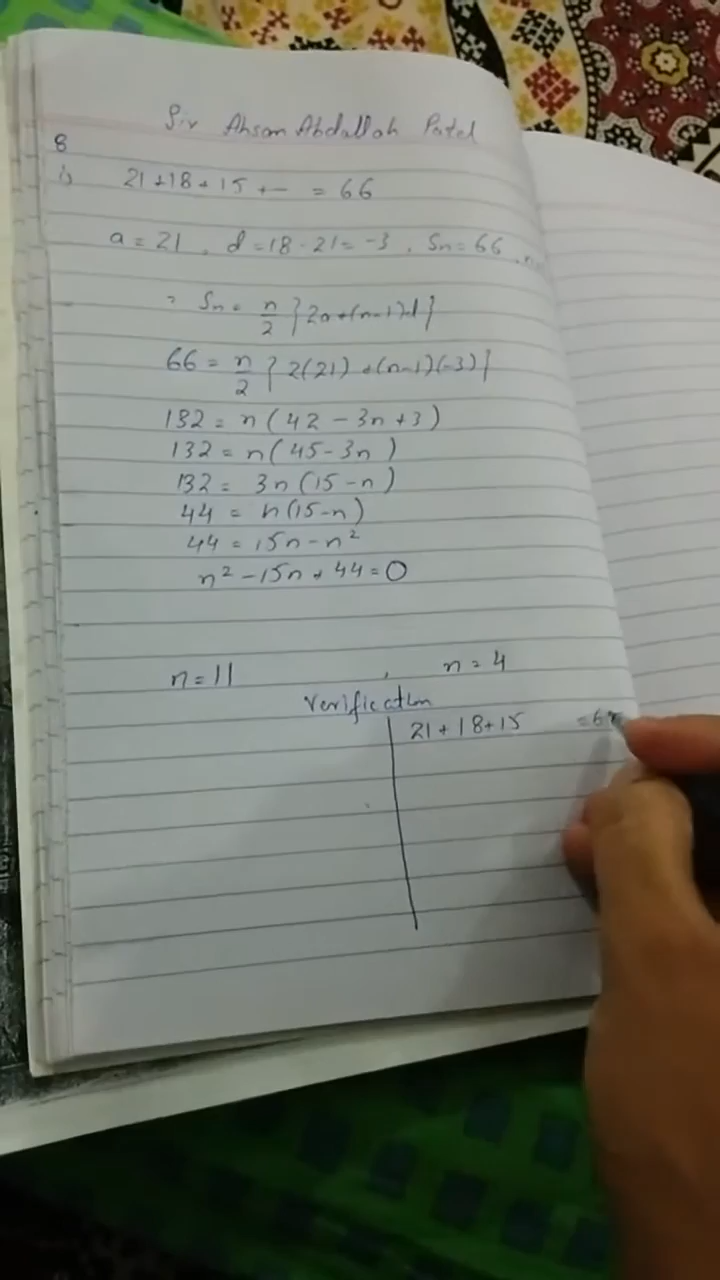 Sir Ahsan Abdallah Patel
8
i) 21+18+15+— = 66
a = 21 , d = 18 - 21 = -3 , Sn = 66 ,
∵ Sn = n/2 {2a+(n-1)d}
66 = n/2 {2(21) +(n-1)(-3)}
132 = n(42 - 3n+3)
132 = n(45-3n)
132 = 3n(15-n)
44 = n(15-n)
44 = 15n-n²
n² -15n + 44 = 0
n = 11 , n = 4
Verification
21 + 18+15 =